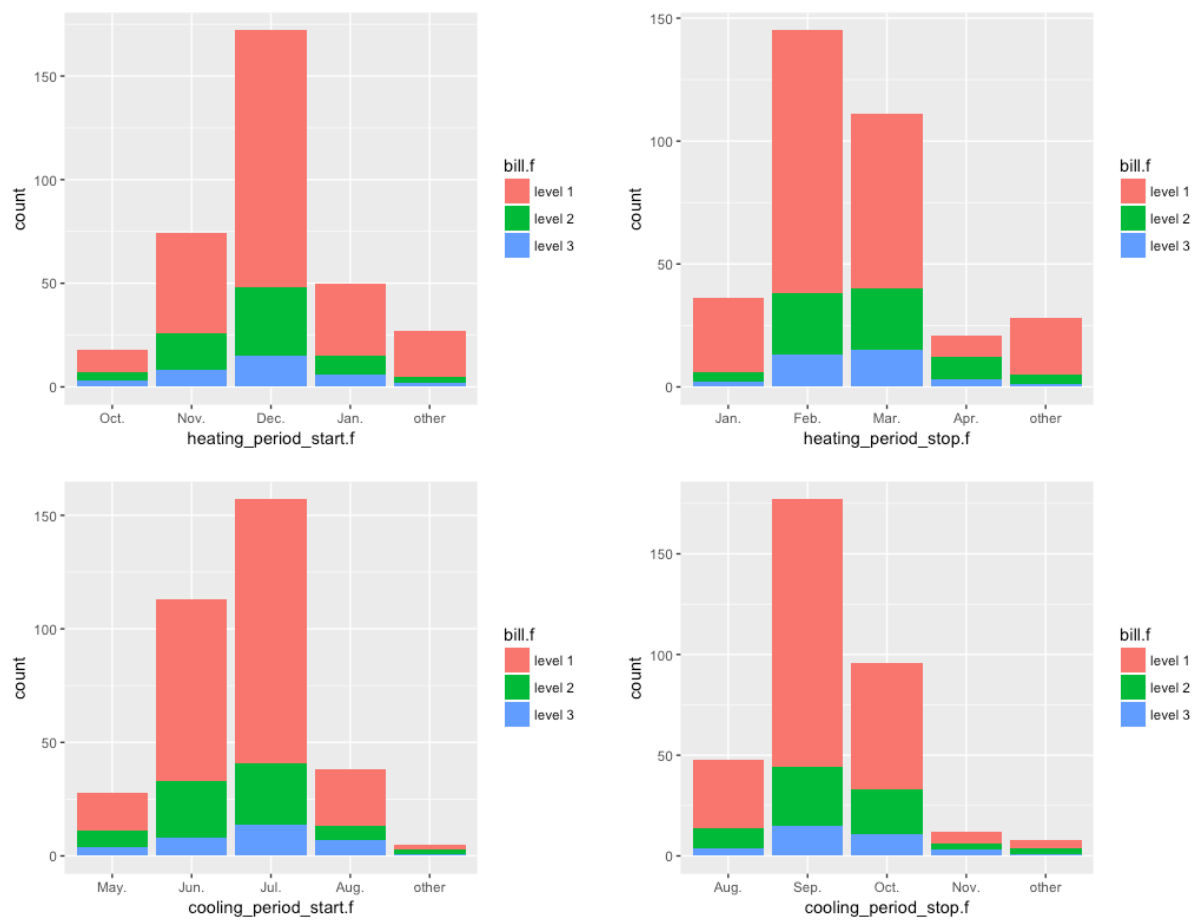 150
100
50
0
count
Oct.
Nov.
Dec.
Jan.
other
heating_period_start.f
bill.f
level 1
level 2
level 3
150
100
50
0
count
Jan.
Feb.
Mar.
Apr.
other
heating_period_stop.f
bill.f
level 1
level 2
level 3
150
100
50
0
count
May.
Jun.
Jul.
Aug.
other
cooling_period_start.f
bill.f
level 1
level 2
level 3
150
100
50
0
count
Aug.
Sep.
Oct.
Nov.
other
cooling_period_stop.f
bill.f
level 1
level 2
level 3